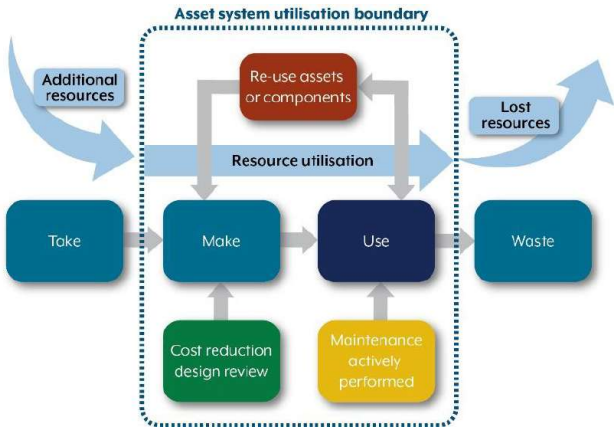 Asset system utilisation boundary
Additional
resources
Re-use assets
or components
Lost
resources
Resource utilisation
Take
Make
Use
Waste
Cost reduction
design review
Maintenance
actively
performed